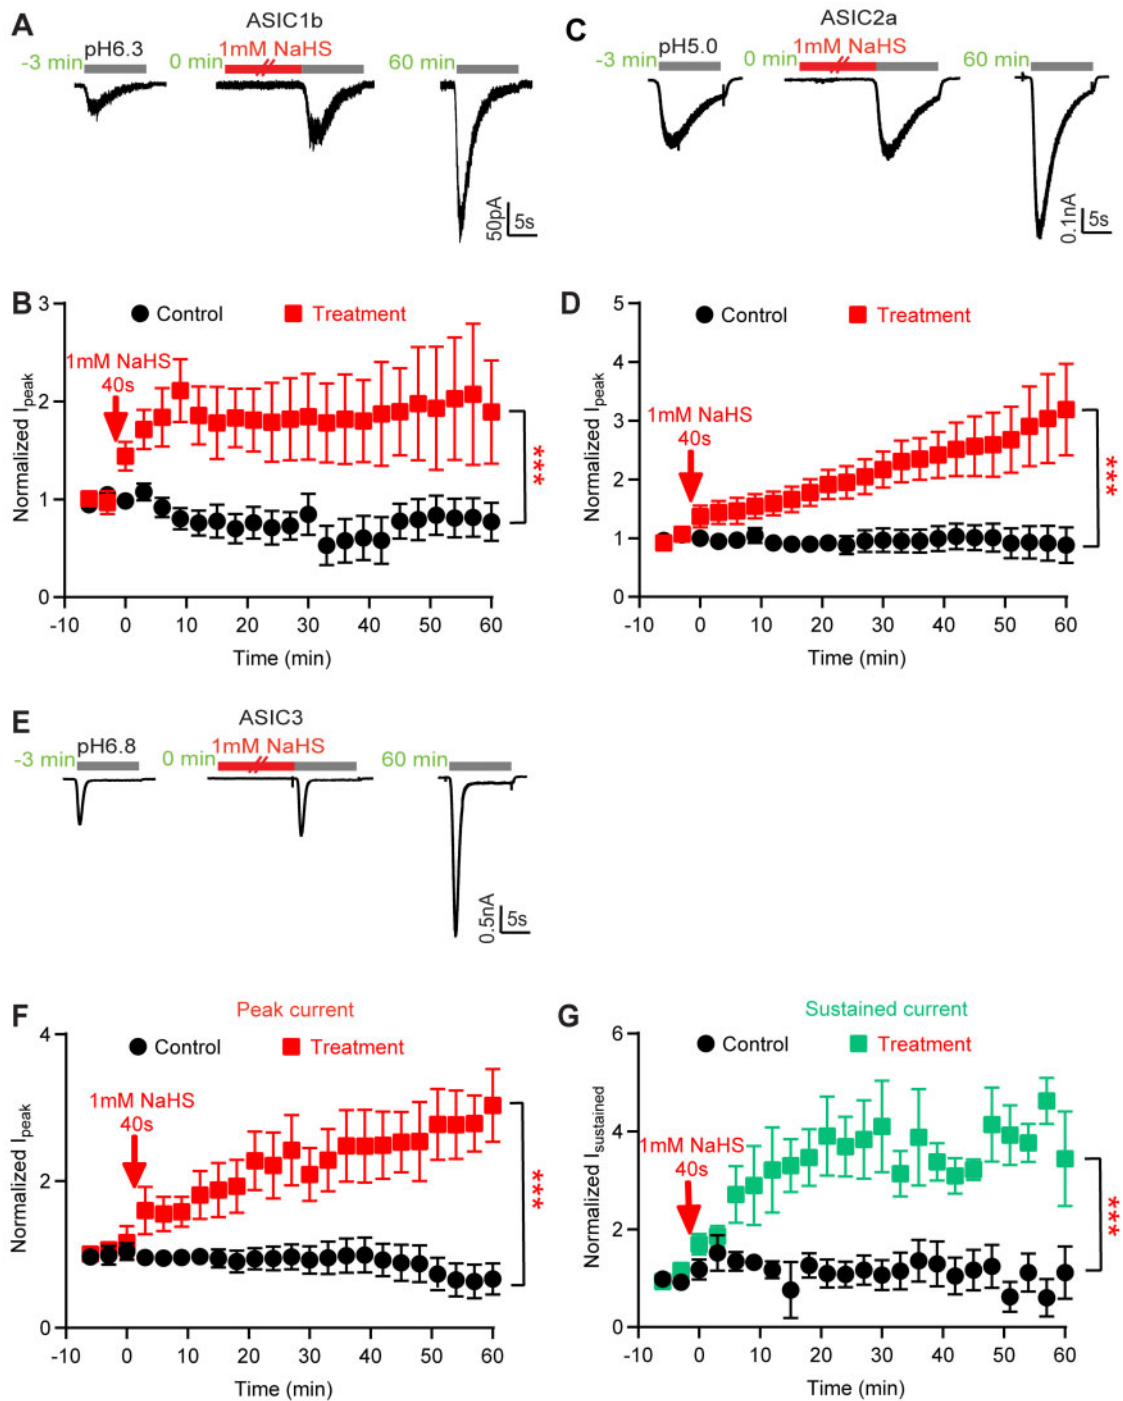 A
ASIC1b
-3 min
pH6.3
0 min
1mM NaHS
60 min
50pA
5s
C
ASIC2a
-3 min
pH5.0
0 min
1mM NaHS
60 min
0.1nA
5s
B
Control
Treatment
1mM NaHS
40s
Normalized Ipeak
3
2
1
0
-10 0 10 20 30 40 50 60
Time (min)
***
D
Control
Treatment
1mM NaHS
40s
Normalized Ipeak
5
4
3
2
1
0
-10 0 10 20 30 40 50 60
Time (min)
***
E
ASIC3
-3 min
pH6.8
0 min
1mM NaHS
60 min
0.5nA
5s
F
Peak current
Control
Treatment
1mM NaHS
40s
Normalized Ipeak
4
2
0
-10 0 10 20 30 40 50 60
Time (min)
***
G
Sustained current
Control
Treatment
1mM NaHS
40s
Normalized Isustained
6
4
2
0
-10 0 10 20 30 40 50 60
Time (min)
***